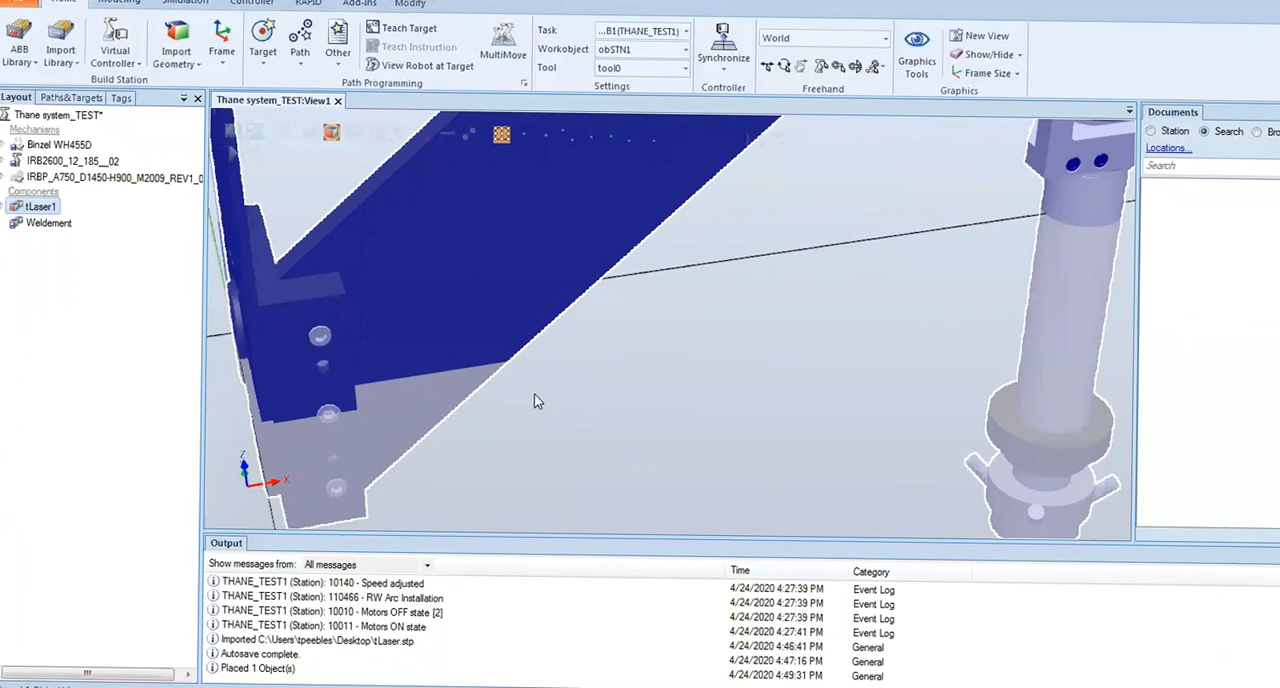 Home Modeling Simulation Controller RAPID Add-Ins Modify
ABB Library
Import Library
Virtual Controller
Import Geometry
Frame
Build Station
Target
Path
Other
Teach Target
Teach Instruction
View Robot at Target
MultiMove
Path Programming
Task ...B1(THANE_TEST1)
Workobject obSTN1
Tool tool0
Settings
Synchronize
Controller
World
Freehand
Graphics Tools
New View
Show/Hide
Frame Size
Graphics
Layout Paths&Targets Tags
Thane system_TEST*
Mechanisms
Binzel WH455D
IRB2600_12_185__02
IRBP_A750_D1450-H900_M2009_REV1_0
Components
tLaser1
Weldement
Thane system_TEST:View1
Z
X
Documents
Station Search Bro
Locations...
Search
Output
Show messages from: All messages Time Category
THANE_TEST1 (Station): 10140 - Speed adjusted 4/24/2020 4:27:39 PM Event Log
THANE_TEST1 (Station): 110466 - RW Arc Installation 4/24/2020 4:27:39 PM Event Log
THANE_TEST1 (Station): 10010 - Motors OFF state [2] 4/24/2020 4:27:39 PM Event Log
THANE_TEST1 (Station): 10011 - Motors ON state 4/24/2020 4:27:41 PM Event Log
Imported C:\Users\tpeebles\Desktop\tLaser.stp 4/24/2020 4:46:41 PM General
Autosave complete. 4/24/2020 4:47:16 PM General
Placed 1 Object(s) 4/24/2020 4:49:31 PM General